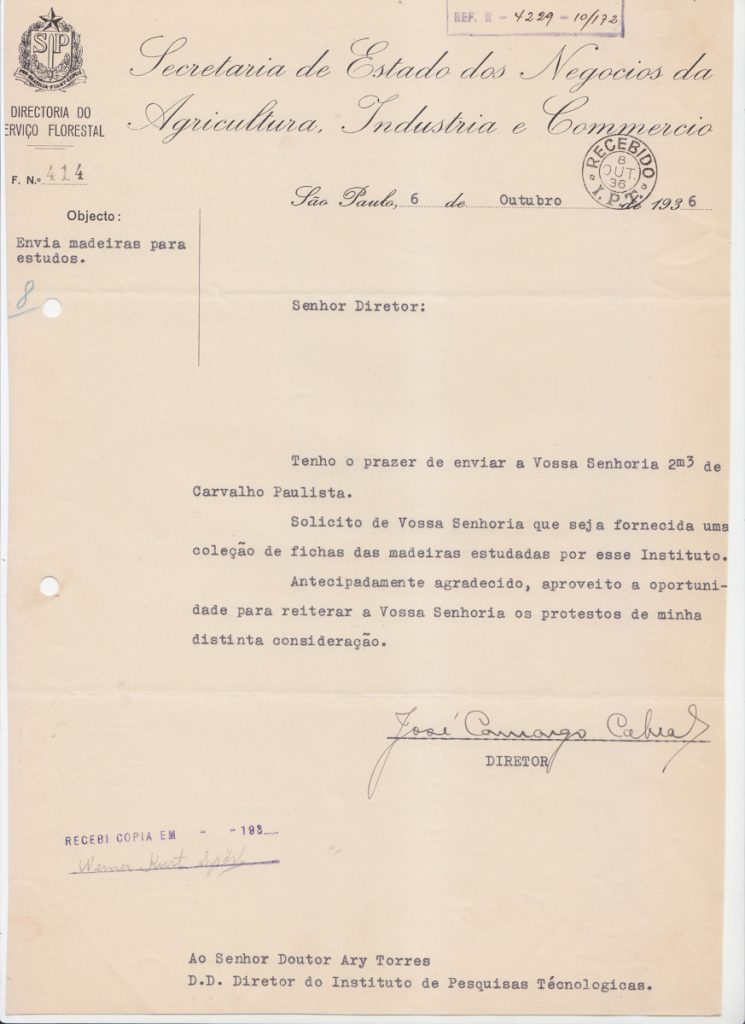 REF. R - 4229 - 10/172
SP
Secretaria de Estado dos Negocios da
Agricultura, Industria e Commercio
DIRECTORIA DO
ERVIÇO FLORESTAL
F. N.º 414
RECEBIDO
8
OUT.
36
I.P.T.
São Paulo, 6 de Outubro de 1936
Objecto:
Envia madeiras para
estudos.
8
Senhor Diretor:
Tenho o prazer de enviar a Vossa Senhoria 2m3 de
Carvalho Paulista.
Solicito de Vossa Senhoria que seja fornecida uma
coleção de fichas das madeiras estudadas por esse Instituto.
Antecipadamente agradecido, aproveito a oportuni-
dade para reiterar a Vossa Senhoria os protestos de minha
distinta consideração.
José Camargo Cabral
DIRETOR
RECEBI COPIA EM - - 193
Werner Kurt
Ao Senhor Doutor Ary Torres
D.D. Diretor do Instituto de Pesquisas Técnologicas.